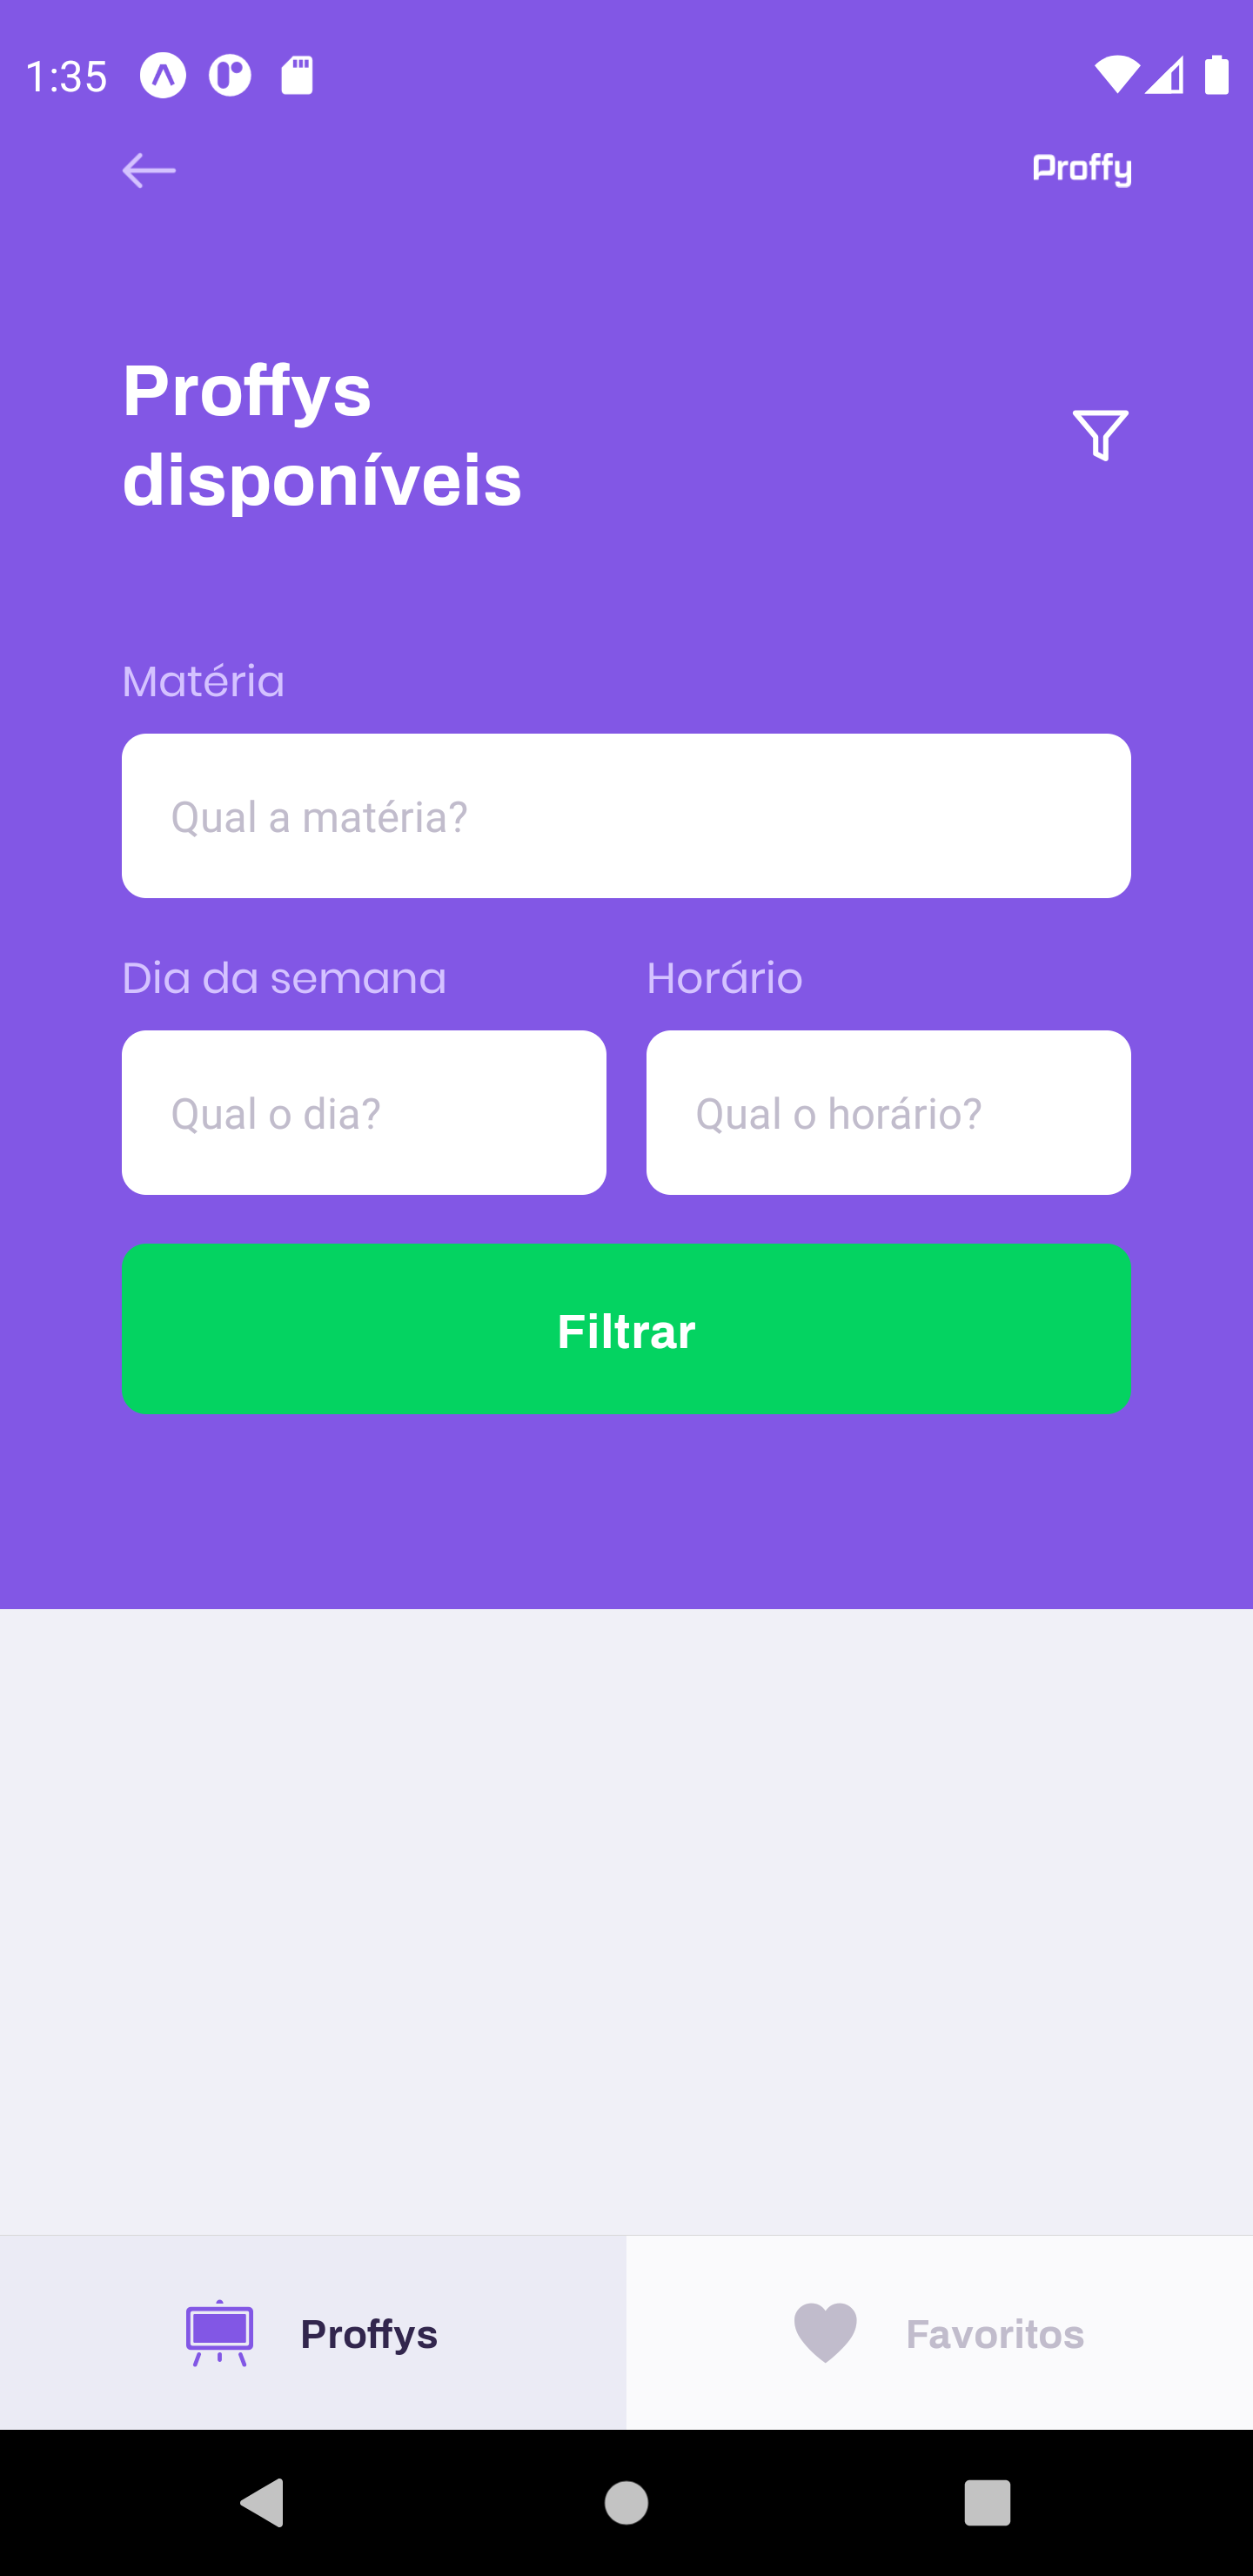 1:35
Proffy
Proffys
disponíveis
Matéria
Qual a matéria?
Dia da semana
Horário
Qual o dia?
Qual o horário?
Filtrar
Proffys
Favoritos